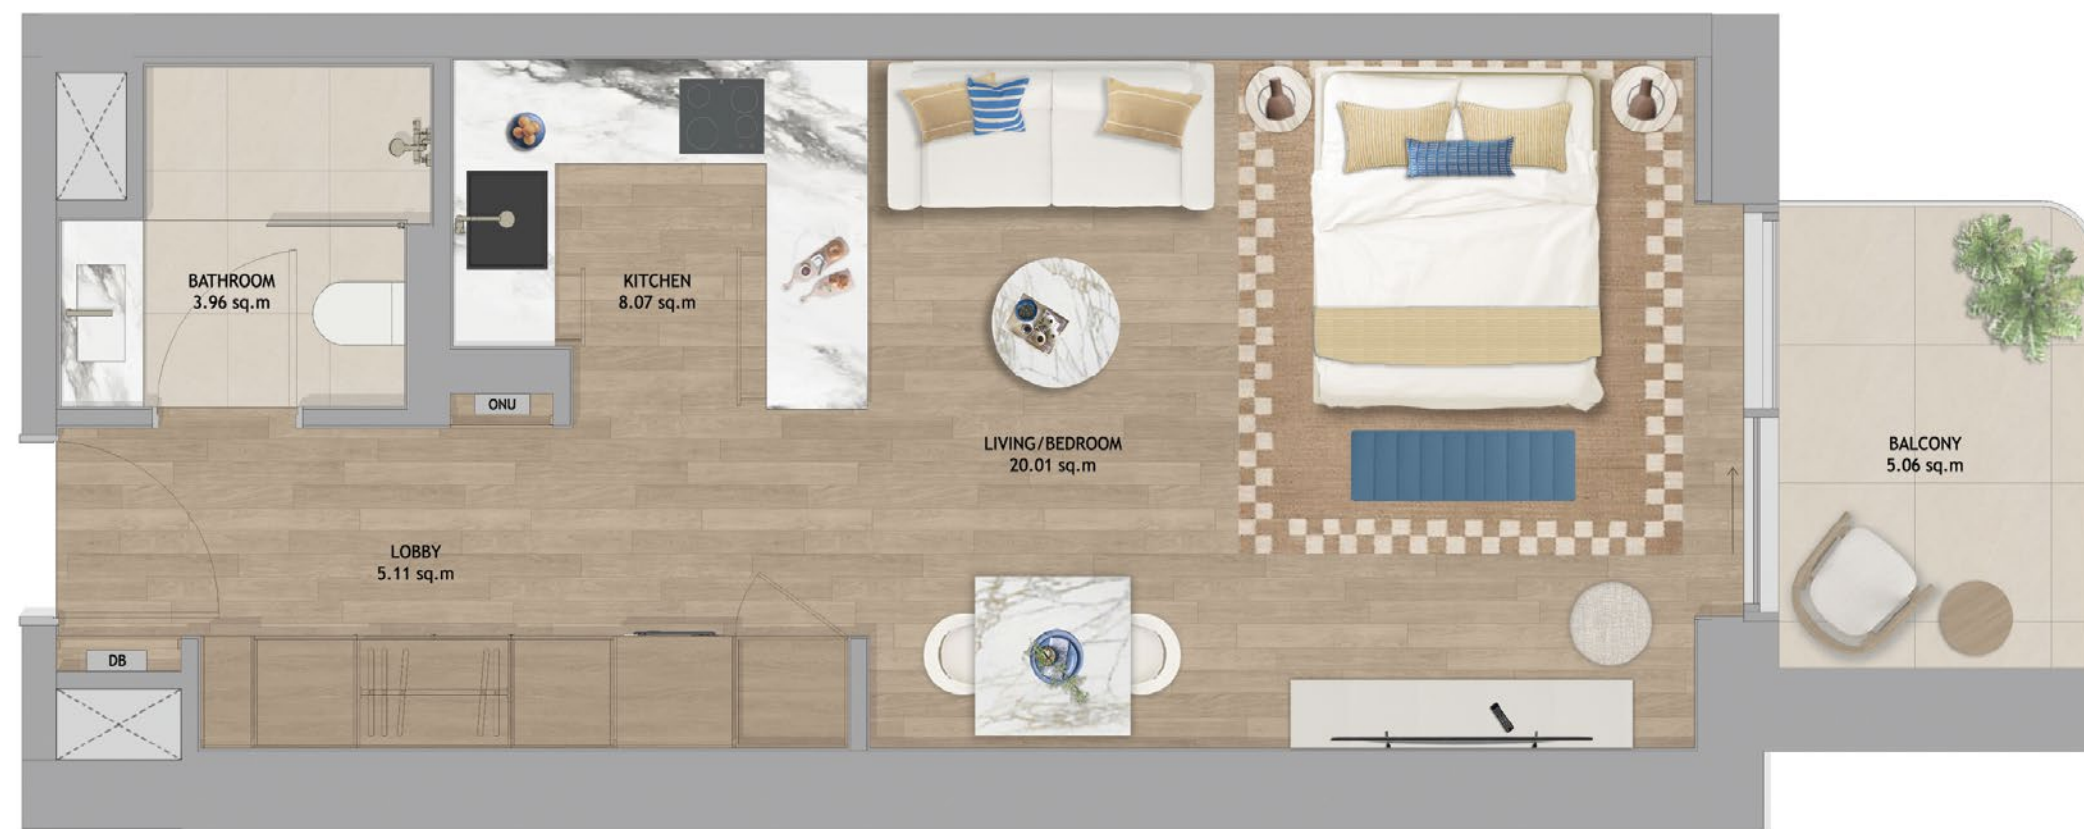 BATHROOM
3.96 sq.m
KITCHEN
8.07 sq.m
ONU
LIVING/BEDROOM
20.01 sq.m
BALCONY
5.06 sq.m
LOBBY
5.11 sq.m
DB